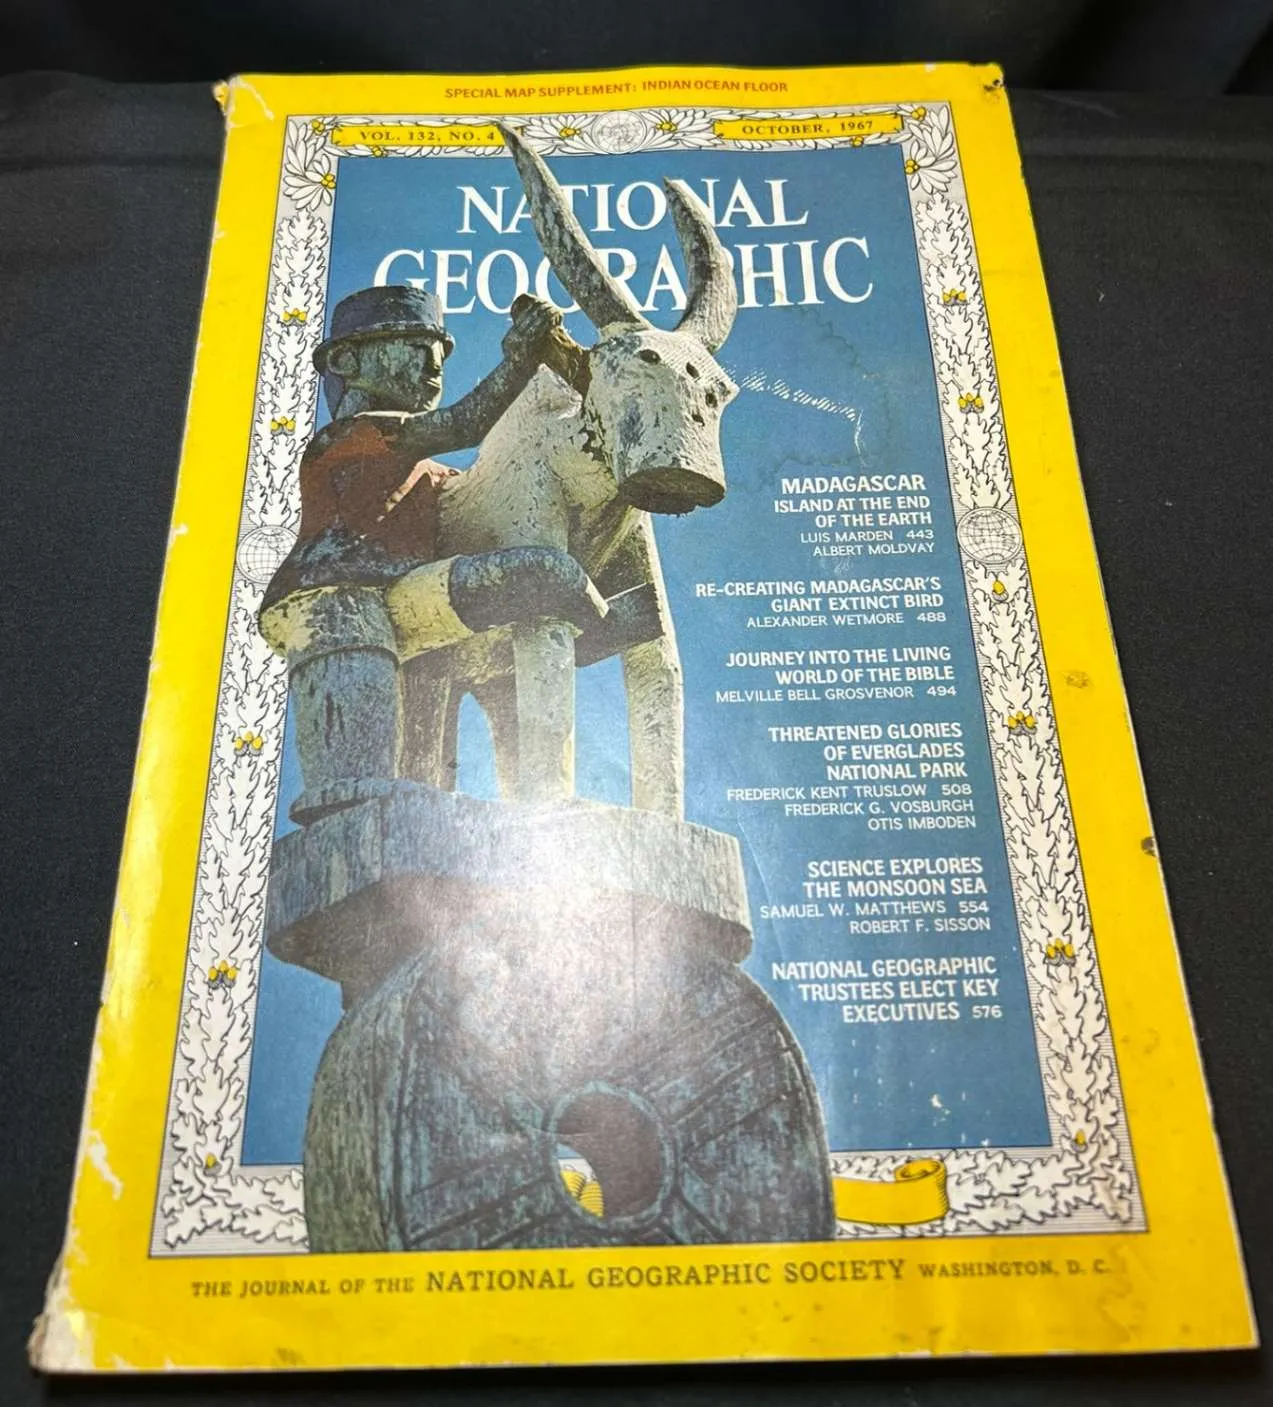 SPECIAL MAP SUPPLEMENT: INDIAN OCEAN FLOOR
VOL. 132, NO. 4
OCTOBER, 1967
NATIONAL
GEOGRAPHIC
MADAGASCAR
ISLAND AT THE END
OF THE EARTH
LUIS MARDEN 443
ALBERT MOLDVAY
RE-CREATING MADAGASCAR'S
GIANT EXTINCT BIRD
ALEXANDER WETMORE 488
JOURNEY INTO THE LIVING
WORLD OF THE BIBLE
MELVILLE BELL GROSVENOR 494
THREATENED GLORIES
OF EVERGLADES
NATIONAL PARK
FREDERICK KENT TRUSLOW 508
FREDERICK G. VOSBURGH
OTIS IMBODEN
SCIENCE EXPLORES
THE MONSOON SEA
SAMUEL W. MATTHEWS 554
ROBERT F. SISSON
NATIONAL GEOGRAPHIC
TRUSTEES ELECT KEY
EXECUTIVES 576
THE JOURNAL OF THE NATIONAL GEOGRAPHIC SOCIETY WASHINGTON, D. C.